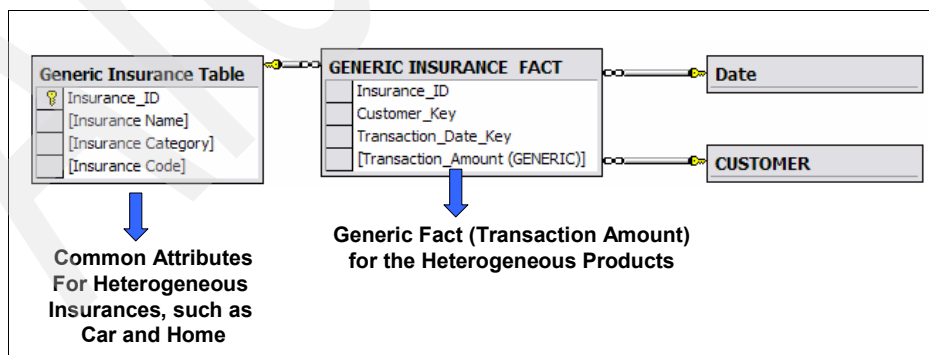 Generic Insurance Table
Insurance_ID
[Insurance Name]
[Insurance Category]
[Insurance Code]
GENERIC INSURANCE FACT
Insurance_ID
Customer_Key
Transaction_Date_Key
[Transaction_Amount (GENERIC)]
Date
CUSTOMER
Common Attributes
For Heterogeneous
Insurances, such as
Car and Home
Generic Fact (Transaction Amount)
for the Heterogeneous Products